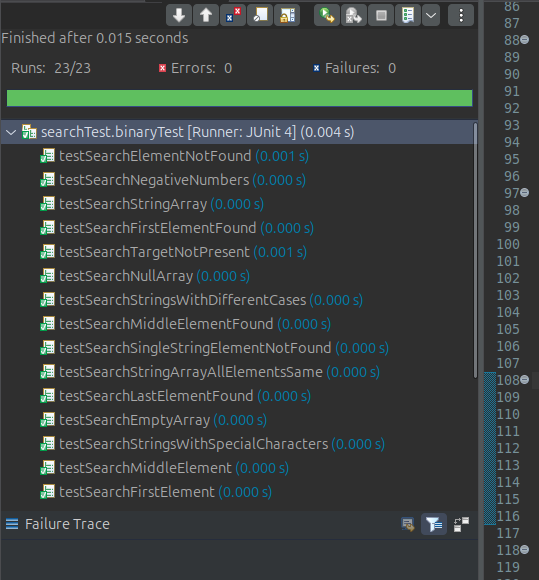 Finished after 0.015 seconds
Runs: 23/23 Errors: 0 Failures: 0
searchTest.binaryTest [Runner: JUnit 4] (0.004 s)
testSearchElementNotFound (0.001 s)
testSearchNegativeNumbers (0.000 s)
testSearchStringArray (0.000 s)
testSearchFirstElementFound (0.000 s)
testSearchTargetNotPresent (0.001 s)
testSearchNullArray (0.000 s)
testSearchStringsWithDifferentCases (0.000 s)
testSearchMiddleElementFound (0.000 s)
testSearchSingleStringElementNotFound (0.000 s)
testSearchStringArrayAllElementsSame (0.000 s)
testSearchLastElementFound (0.000 s)
testSearchEmptyArray (0.000 s)
testSearchStringsWithSpecialCharacters (0.000 s)
testSearchMiddleElement (0.000 s)
testSearchFirstElement (0.000 s)
Failure Trace
86
87
88
89
90
91
92
93
94
95
96
97
98
99
100
101
102
103
104
105
106
107
108
109
110
111
112
113
114
115
116
117
118
119